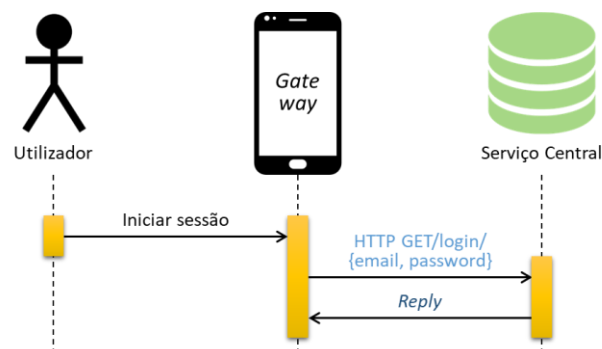 Gate
way
Utilizador
Serviço Central
Iniciar sessão
HTTP GET/login/
{email, password}
Reply